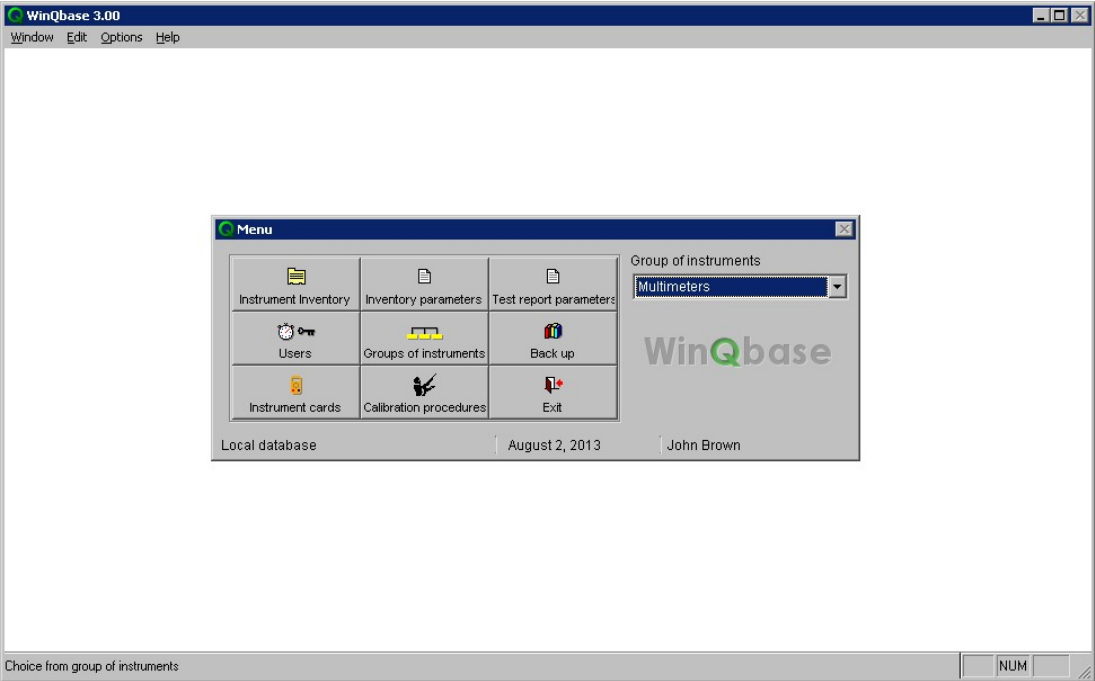 WinQbase 3.00
Window Edit Options Help
Menu
Group of instruments
Multimeters
Instrument Inventory
Inventory parameters
Test report parameters
Users
Groups of instruments
Back up
Instrument cards
Calibration procedures
Exit
WinQbase
Local database
August 2, 2013
John Brown
Choice from group of instruments
NUM